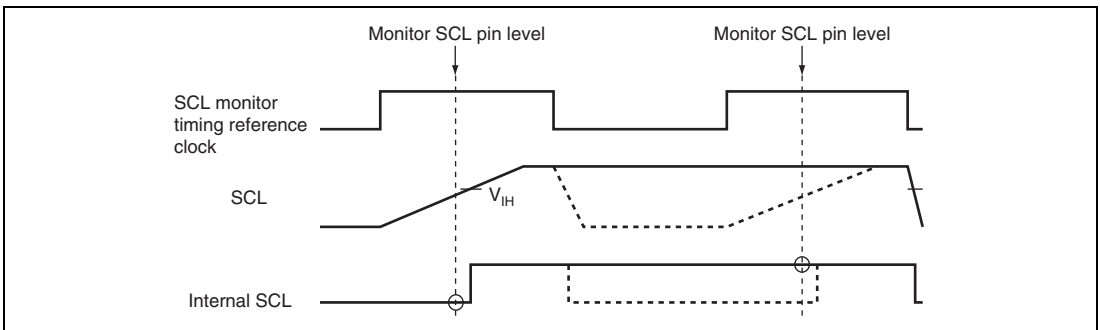 Monitor SCL pin level
Monitor SCL pin level
SCL monitor
timing reference
clock
SCL
VIH
Internal SCL